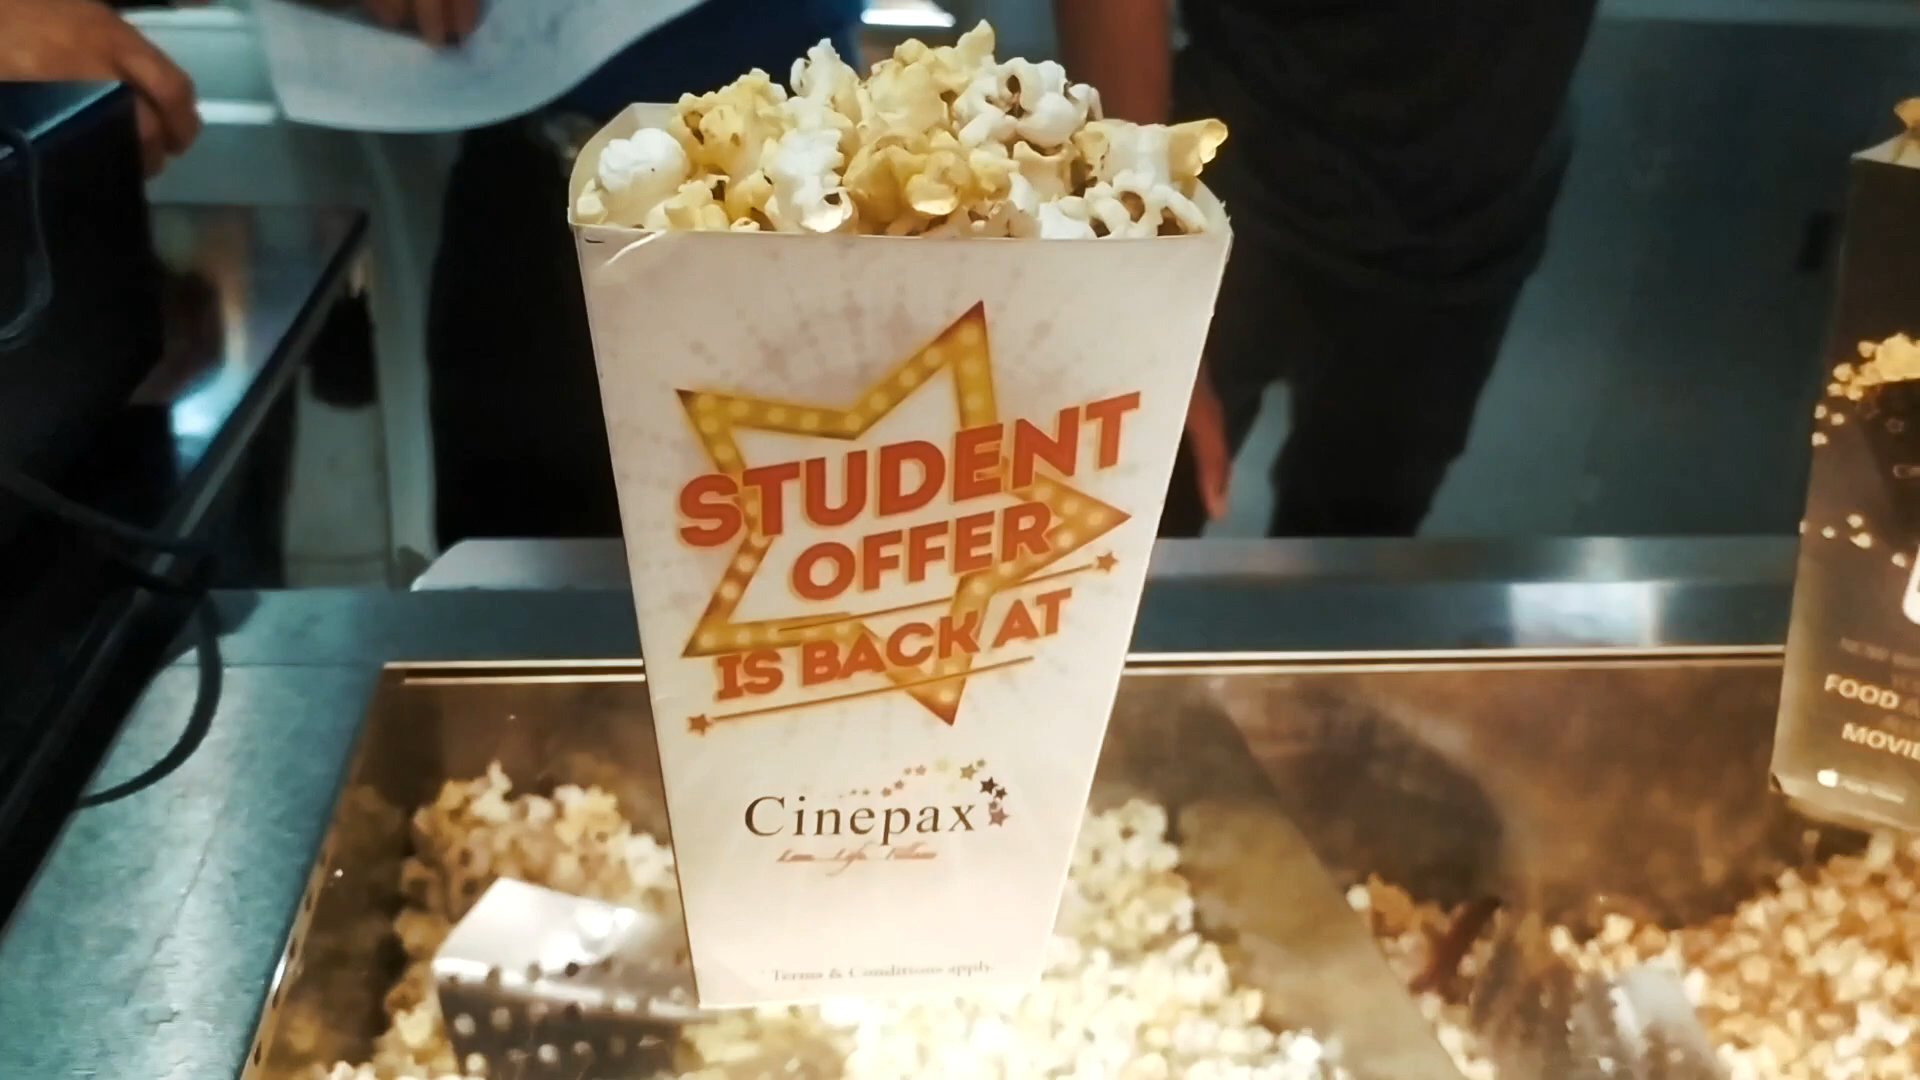 STUDENT
OFFER
IS BACK AT
Cinepax
Terms & Conditions apply.
FOOD
MOVIE